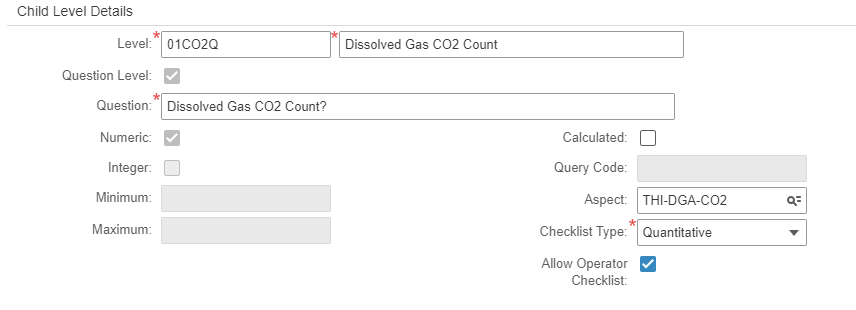 Child Level Details
Level: * 01CO2Q * Dissolved Gas CO2 Count
Question Level:
Question: * Dissolved Gas CO2 Count?
Numeric: Calculated:
Integer: Query Code:
Minimum: Aspect: THI-DGA-CO2
Maximum: Checklist Type: * Quantitative
Allow Operator
Checklist: